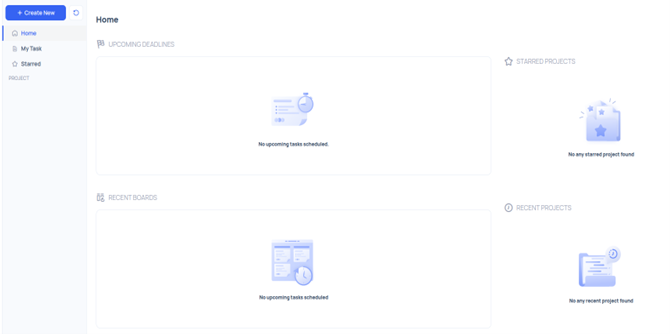 Create New
Home
My Task
Starred
PROJECT
Home
UPCOMING DEADLINES
No upcoming tasks scheduled.
STARRED PROJECTS
No any starred project found
RECENT BOARDS
No upcoming tasks scheduled
RECENT PROJECTS
No any recent project found